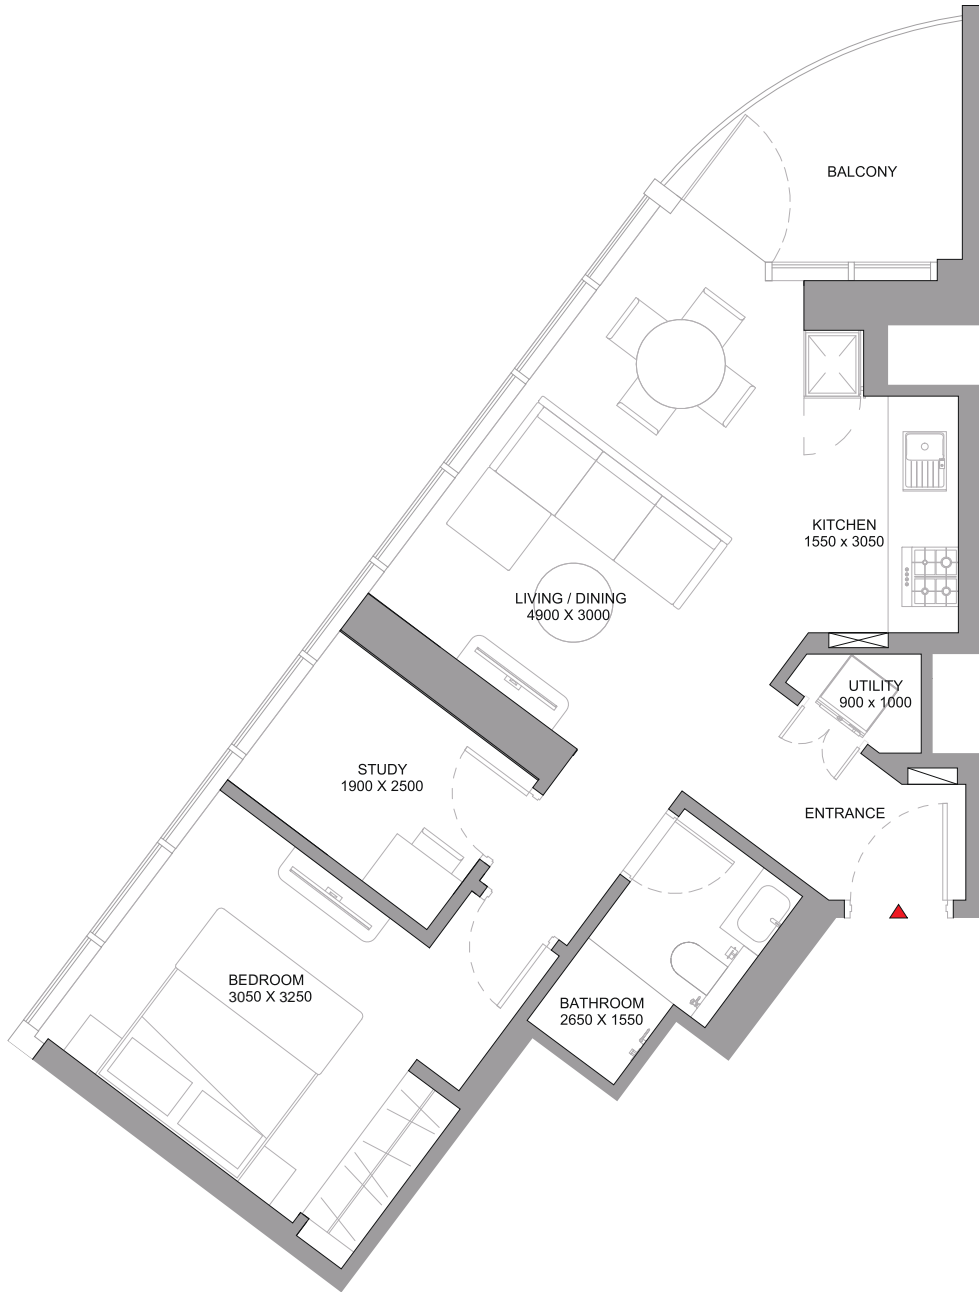 BALCONY
KITCHEN
1550 x 3050
LIVING / DINING
4900 X 3000
UTILITY
900 x 1000
STUDY
1900 X 2500
ENTRANCE
BEDROOM
3050 X 3250
BATHROOM
2650 X 1550